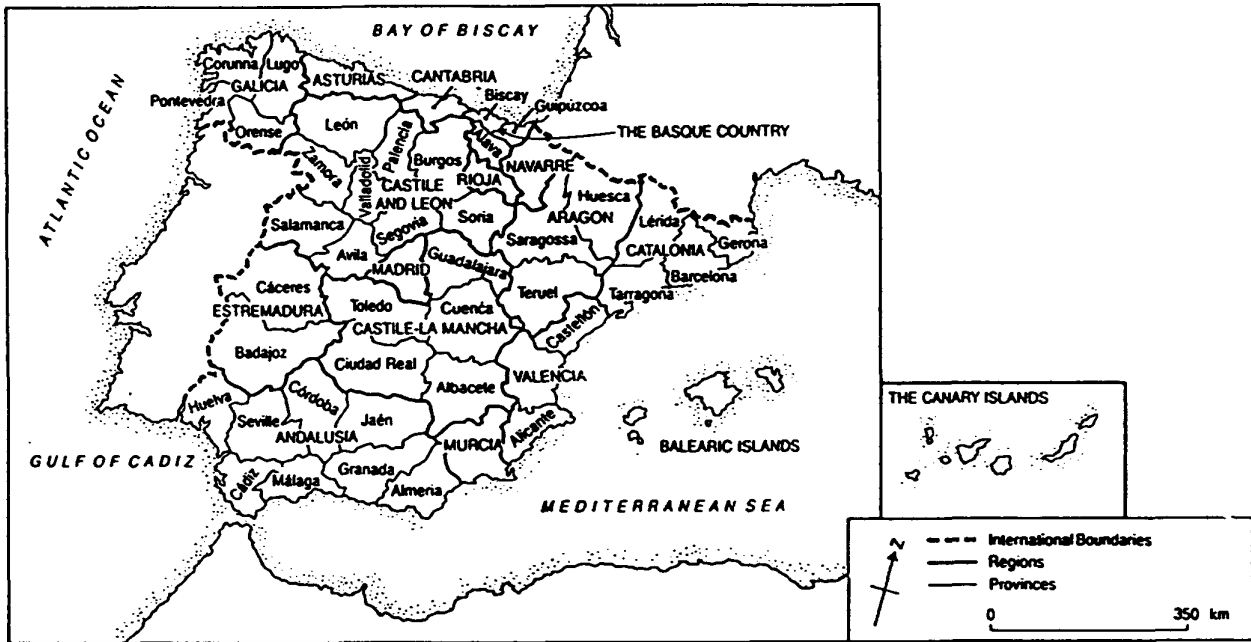 BAY OF BISCAY
ATLANTIC OCEAN
Corunna
Lugo
GALICIA
ASTURIAS
CANTABRIA
Biscay
Guipúzcoa
Pontevedra
Orense
León
Palencia
THE BASQUE COUNTRY
Alava
Zamora
Valladolid
Burgos
NAVARRE
RIOJA
CASTILE
AND LEON
Huesca
Soria
ARAGON
Lérida
Salamanca
Segovia
Saragossa
CATALONIA
Gerona
Avila
MADRID
Guadalajara
Barcelona
Cáceres
Toledo
Cuenca
Teruel
Tarragona
ESTREMADURA
CASTILE-LA MANCHA
Castellón
Badajoz
Ciudad Real
Albacete
VALENCIA
Huelva
Seville
Córdoba
Jaén
ANDALUSIA
MURCIA
Alicante
BALEARIC ISLANDS
GULF OF CADIZ
Cádiz
Málaga
Granada
Almeria
MEDITERRANEAN SEA
THE CANARY ISLANDS
N
International Boundaries
Regions
Provinces
0 350 km